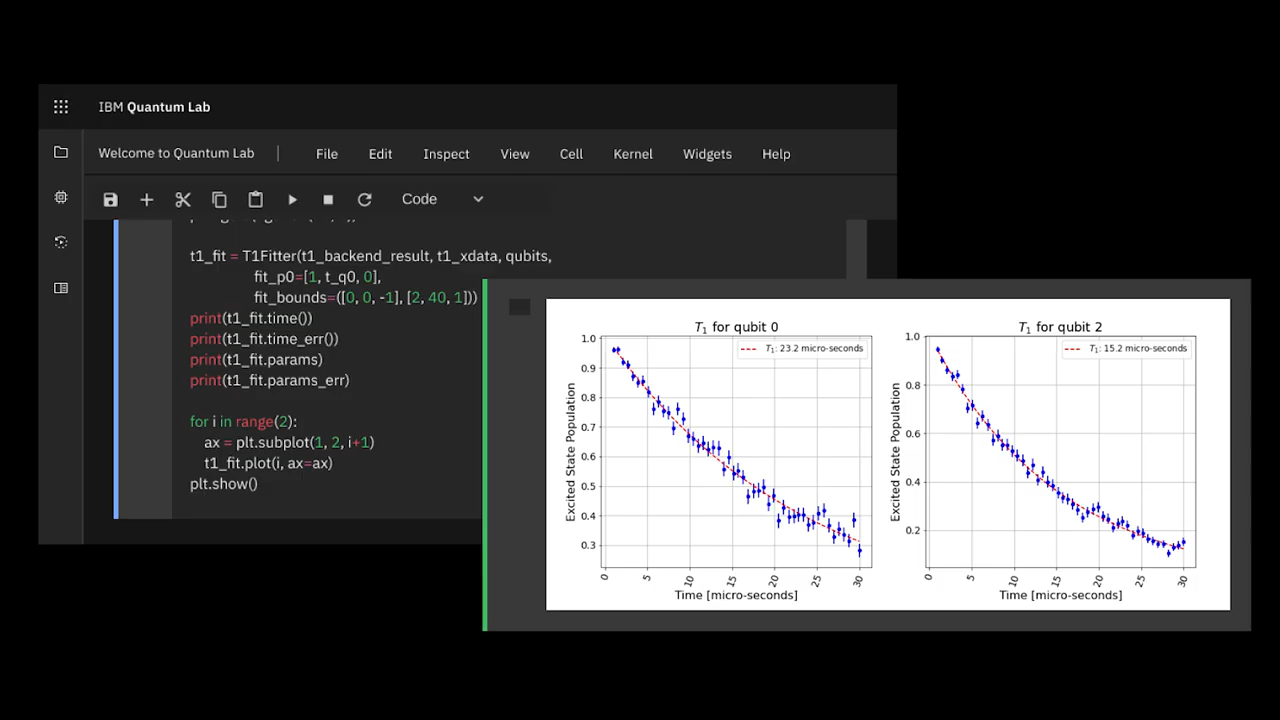 IBM Quantum Lab
Welcome to Quantum Lab | File Edit Inspect View Cell Kernel Widgets Help
Code
t1_fit = T1Fitter(t1_backend_result, t1_xdata, qubits,
fit_p0=[1, t_q0, 0],
fit_bounds=([0, 0, -1], [2, 40, 1]))
print(t1_fit.time())
print(t1_fit.time_err())
print(t1_fit.params)
print(t1_fit.params_err)
for i in range(2):
ax = plt.subplot(1, 2, i+1)
t1_fit.plot(i, ax=ax)
plt.show()
T1 for qubit 0
T1: 23.2 micro-seconds
Excited State Population
1.0
0.9
0.8
0.7
0.6
0.5
0.4
0.3
0 5 10 15 20 25 30
Time [micro-seconds]
T1 for qubit 2
T1: 15.2 micro-seconds
Excited State Population
1.0
0.8
0.6
0.4
0.2
0 5 10 15 20 25 30
Time [micro-seconds]